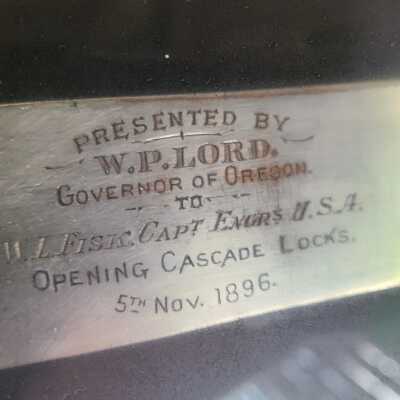 PRESENTED BY
W.P.LORD.
GOVERNOR OF OREGON.
TO
W.L.FISK.CAPT ENGRS U.S.A.
OPENING CASCADE LOCKS.
5TH NOV. 1896.